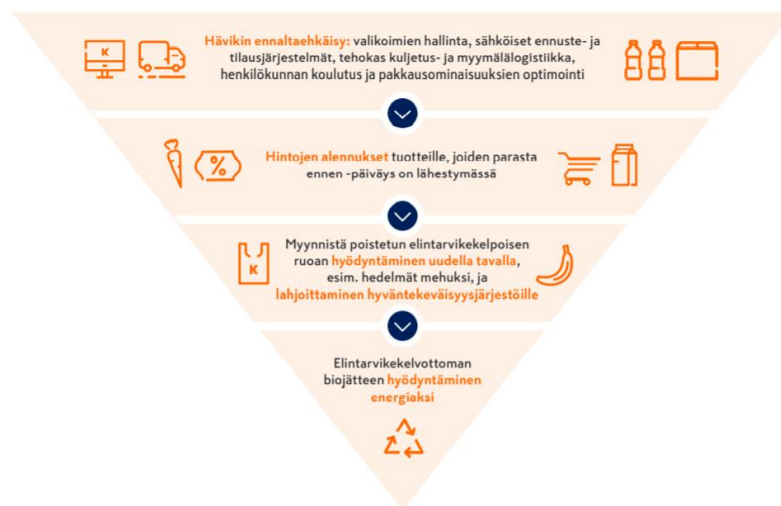 K
Hävikin ennaltaehkäisy: valikoimien hallinta, sähköiset ennuste- ja
tilausjärjestelmät, tehokas kuljetus- ja myymälälogistiikka,
henkilökunnan koulutus ja pakkausominaisuuksien optimointi
%
Hintojen alennukset tuotteille, joiden parasta
ennen -päiväys on lähestymässä
K
Myynnistä poistetun elintarvikekelpoisen
ruoan hyödyntäminen uudella tavalla,
esim. hedelmät mehuksi, ja
lahjoittaminen hyväntekeväisyysjärjestöille
Elintarvikekelvottoman
biojätteen hyödyntäminen
energiaksi